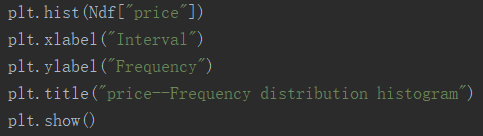 plt.hist(Ndf["price"])
plt.xlabel("Interval")
plt.ylabel("Frequency")
plt.title("price--Frequency distribution histogram")
plt.show()